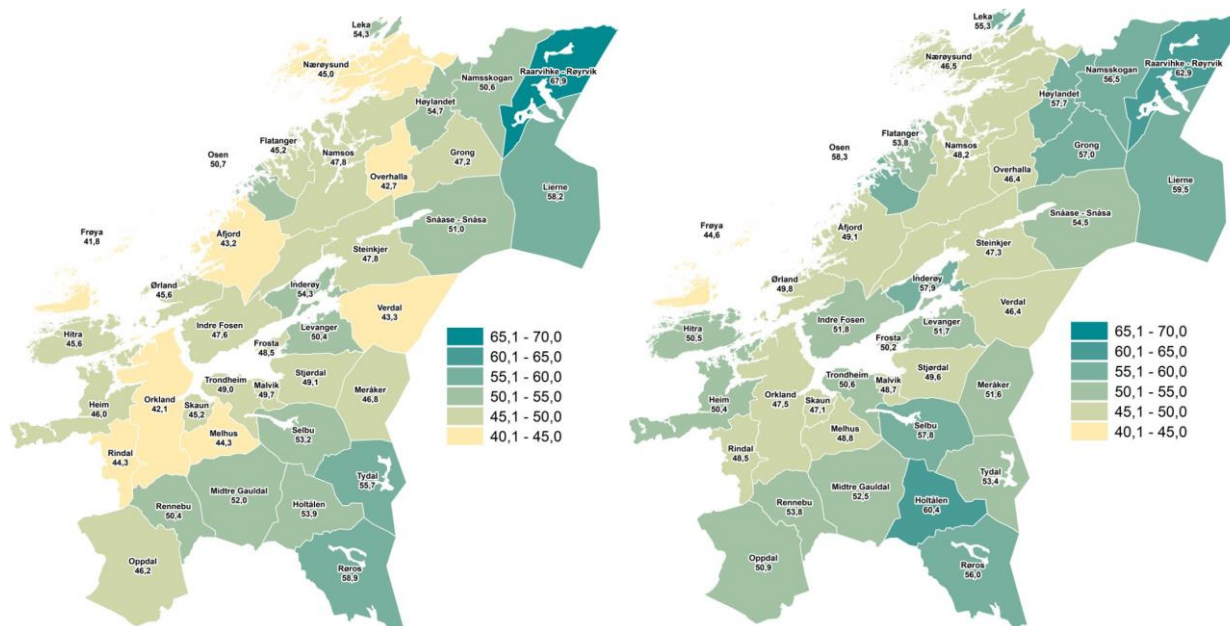 Leka
54,3
Nærøysund
45,0
Namsskogan
50,6
Raarvihke - Røyrvik
67,9
Høylandet
54,7
Flatanger
45,2
Namsos
47,8
Grong
47,2
Osen
50,7
Overhalla
42,7
Lierne
58,2
Snåase - Snåsa
51,0
Frøya
41,8
Åfjord
43,2
Steinkjer
47,8
Ørland
45,6
Inderøy
54,3
Verdal
43,3
Hitra
45,6
Indre Fosen
47,6
Levanger
50,4
Frosta
48,5
Stjørdal
49,1
Trondheim
49,0
Malvik
49,7
Meråker
46,8
Heim
46,0
Orkland
42,1
Skaun
45,2
Selbu
53,2
Melhus
44,3
Rindal
44,3
Tydal
55,7
Midtre Gauldal
52,0
Rennebu
50,4
Holtålen
53,9
Oppdal
46,2
Røros
58,9
65,1 - 70,0
60,1 - 65,0
55,1 - 60,0
50,1 - 55,0
45,1 - 50,0
40,1 - 45,0
Leka
55,3
Nærøysund
46,5
Namsskogan
56,5
Raarvihke - Røyrvik
62,9
Høylandet
57,7
Flatanger
53,8
Namsos
48,2
Grong
57,0
Osen
58,3
Overhalla
46,4
Lierne
59,5
Snåase - Snåsa
54,5
Frøya
44,6
Åfjord
49,1
Steinkjer
47,3
Ørland
49,8
Inderøy
57,9
Verdal
46,4
Hitra
50,5
Indre Fosen
51,8
Levanger
51,7
Frosta
50,2
Stjørdal
49,6
Trondheim
50,6
Malvik
48,7
Meråker
51,6
Heim
50,4
Orkland
47,5
Skaun
47,1
Selbu
57,8
Melhus
48,8
Rindal
48,5
Tydal
53,4
Midtre Gauldal
52,5
Rennebu
53,8
Holtålen
60,4
Oppdal
50,9
Røros
56,0
65,1 - 70,0
60,1 - 65,0
55,1 - 60,0
50,1 - 55,0
45,1 - 50,0
40,1 - 45,0